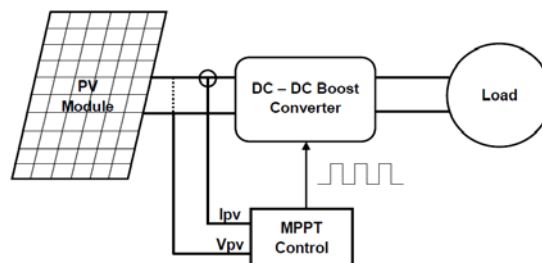 PV
Module
DC – DC Boost
Converter
Load
Ipv
Vpv
MPPT
Control